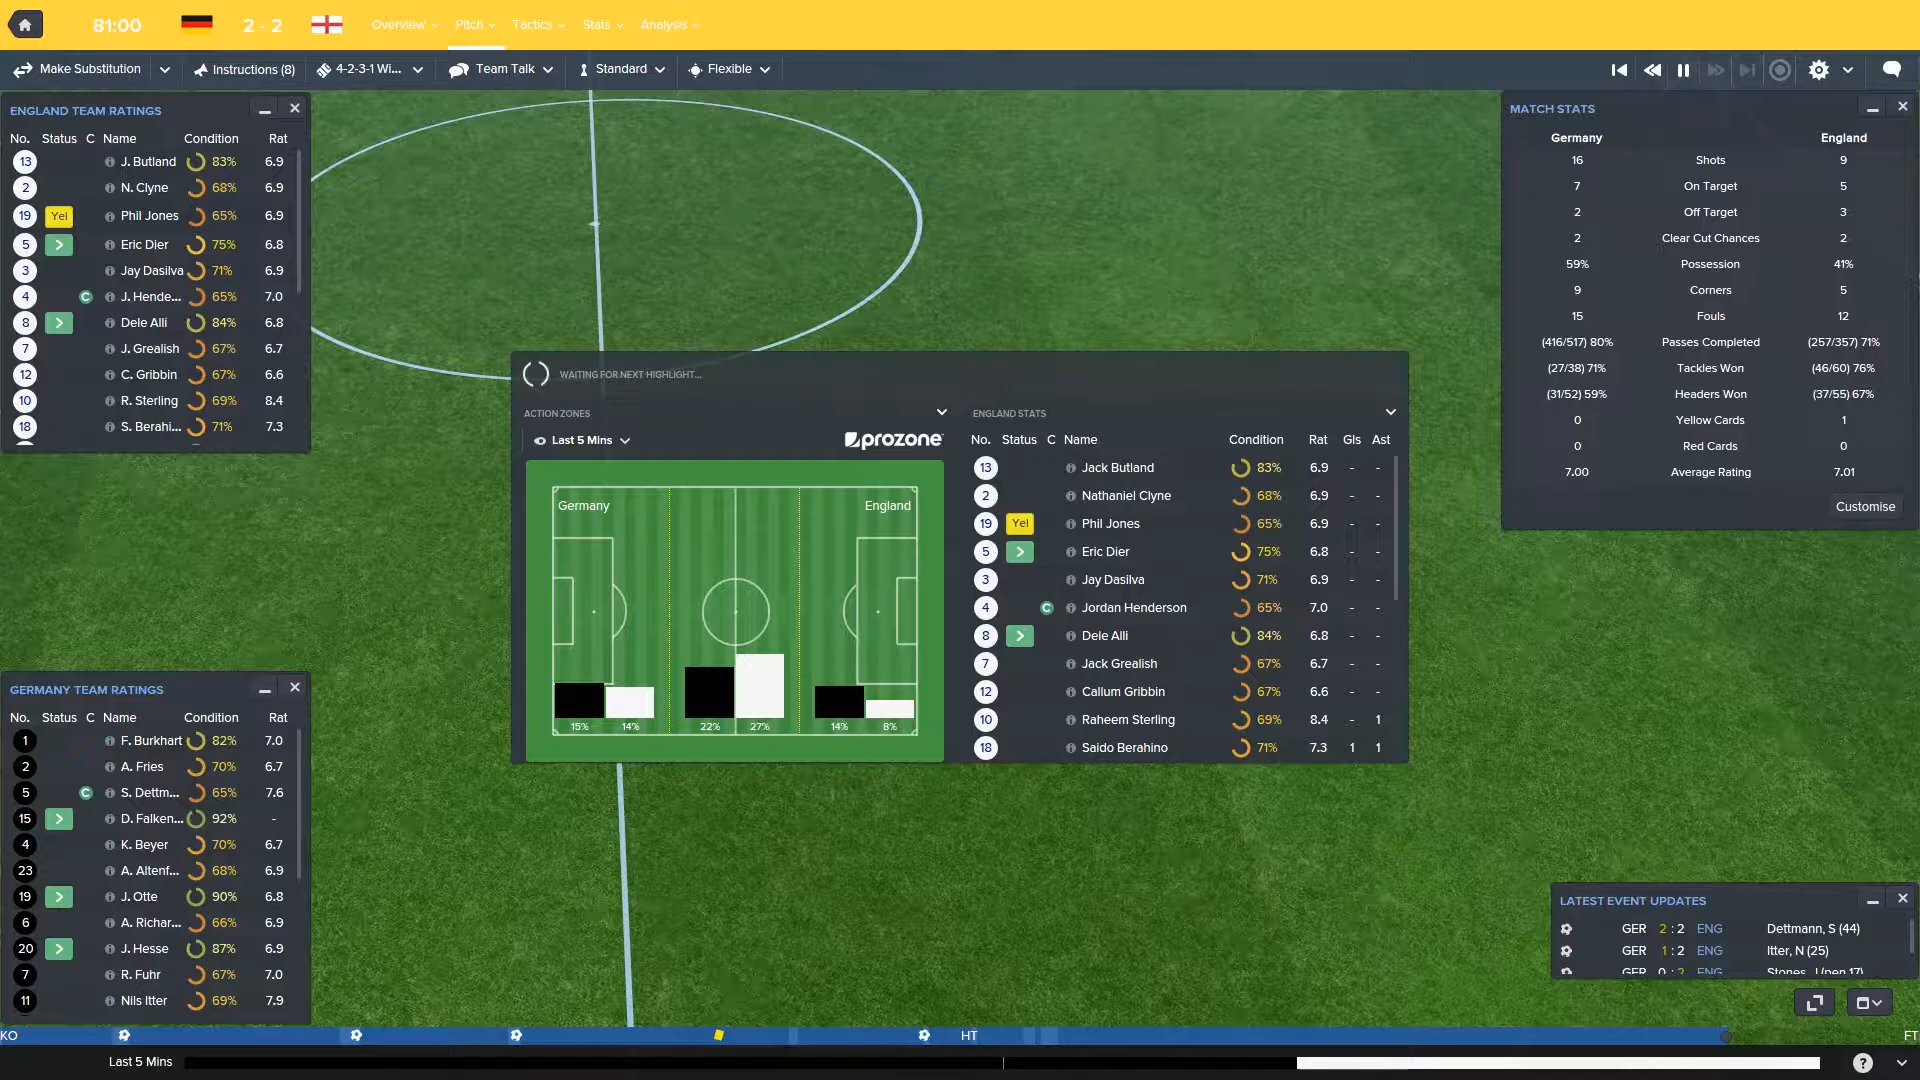 81:00 2 - 2 Overview Pitch Tactics Stats Analysis
Make Substitution Instructions (8) 4-2-3-1 Wi... Team Talk Standard Flexible
ENGLAND TEAM RATINGS
No. Status C Name Condition Rat
13 J. Butland 83% 6.9
2 N. Clyne 68% 6.9
19 Yel Phil Jones 65% 6.9
5 Eric Dier 75% 6.8
3 Jay Dasilva 71% 6.9
4 C J. Hende... 65% 7.0
8 Dele Alli 84% 6.8
7 J. Grealish 67% 6.7
12 C. Gribbin 67% 6.6
10 R. Sterling 69% 8.4
18 S. Berahi... 71% 7.3
GERMANY TEAM RATINGS
No. Status C Name Condition Rat
1 F. Burkhart 82% 7.0
2 A. Fries 70% 6.7
5 C S. Dettm... 65% 7.6
15 D. Falken... 92% -
4 K. Beyer 70% 6.7
23 A. Altenf... 68% 6.9
19 J. Otte 90% 6.8
6 A. Richar... 66% 6.9
20 J. Hesse 87% 6.9
7 R. Fuhr 67% 7.0
11 Nils Itter 69% 7.9
WAITING FOR NEXT HIGHLIGHT...
ACTION ZONES
Last 5 Mins prozone
Germany England
15% 14% 22% 27% 14% 8%
ENGLAND STATS
No. Status C Name Condition Rat Gls Ast
13 Jack Butland 83% 6.9 - -
2 Nathaniel Clyne 68% 6.9 - -
19 Yel Phil Jones 65% 6.9 - -
5 Eric Dier 75% 6.8 - -
3 Jay Dasilva 71% 6.9 - -
4 C Jordan Henderson 65% 7.0 - -
8 Dele Alli 84% 6.8 - -
7 Jack Grealish 67% 6.7 - -
12 Callum Gribbin 67% 6.6 - -
10 Raheem Sterling 69% 8.4 - 1
18 Saido Berahino 71% 7.3 1 1
MATCH STATS
Germany England
16 Shots 9
7 On Target 5
2 Off Target 3
2 Clear Cut Chances 2
59% Possession 41%
9 Corners 5
15 Fouls 12
(416/517) 80% Passes Completed (257/357) 71%
(27/38) 71% Tackles Won (46/60) 76%
(31/52) 59% Headers Won (37/55) 67%
0 Yellow Cards 1
0 Red Cards 0
7.00 Average Rating 7.01
Customise
LATEST EVENT UPDATES
GER 2 : 2 ENG Dettmann, S (44)
GER 1 : 2 ENG Itter, N (25)
GER 0 : 2 ENG Stones, J (pen 17)
KO HT FT
Last 5 Mins ?